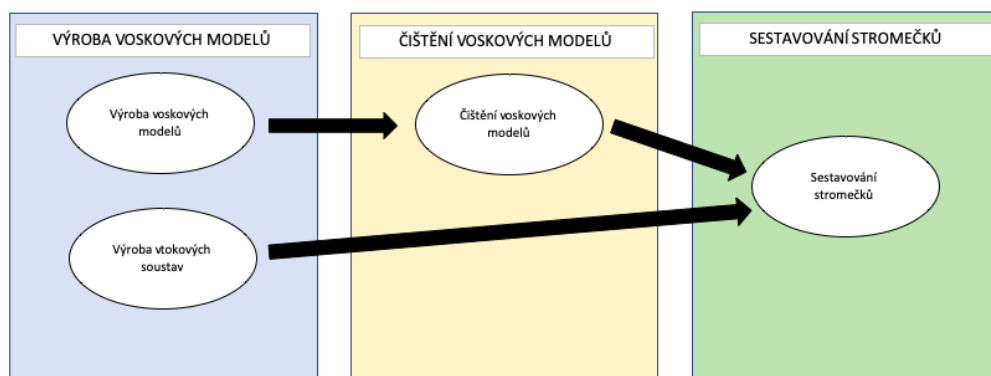 VÝROBA VOSKOVÝCH MODELŮ
ČIŠTĚNÍ VOSKOVÝCH MODELŮ
SESTAVOVÁNÍ STROMEČKŮ
Výroba voskových
modelů
Čištění voskových
modelů
Sestavování
stromečků
Výroba vtokových
soustav